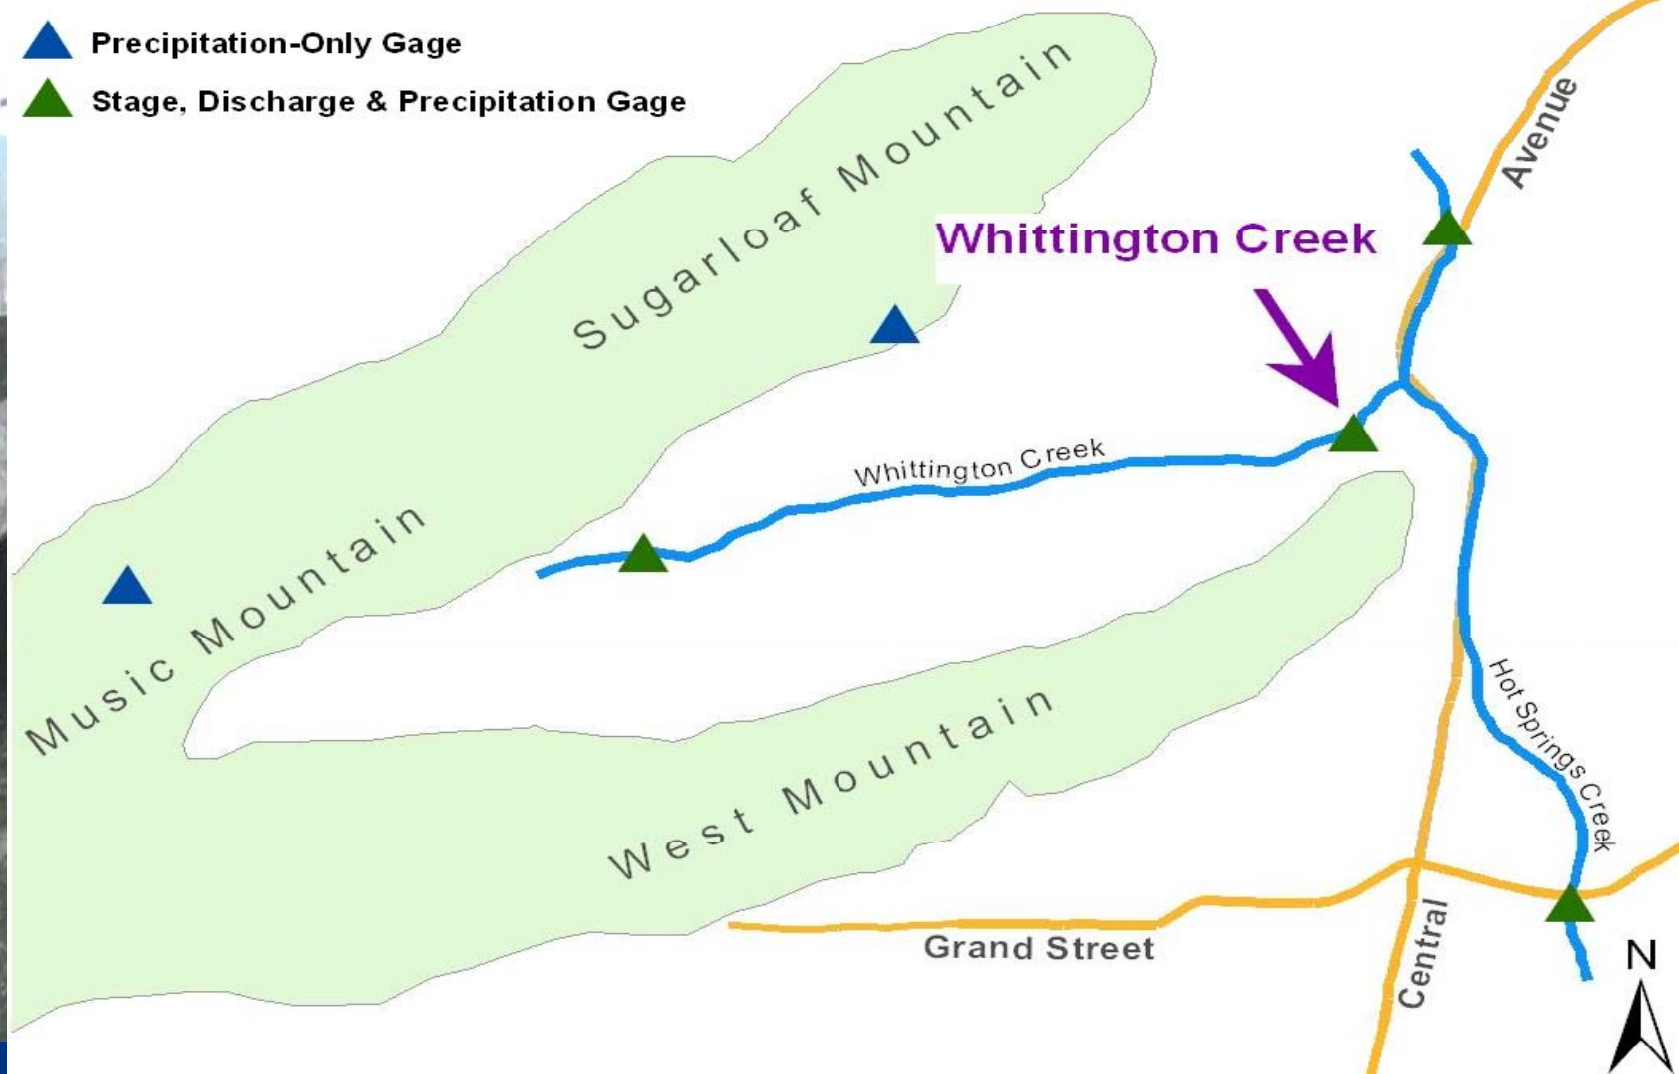 Precipitation-Only Gage
Stage, Discharge & Precipitation Gage
Sugarloaf Mountain
Avenue
Whittington Creek
Whittington Creek
Music Mountain
West Mountain
Hot Springs Creek
Grand Street
Central
N